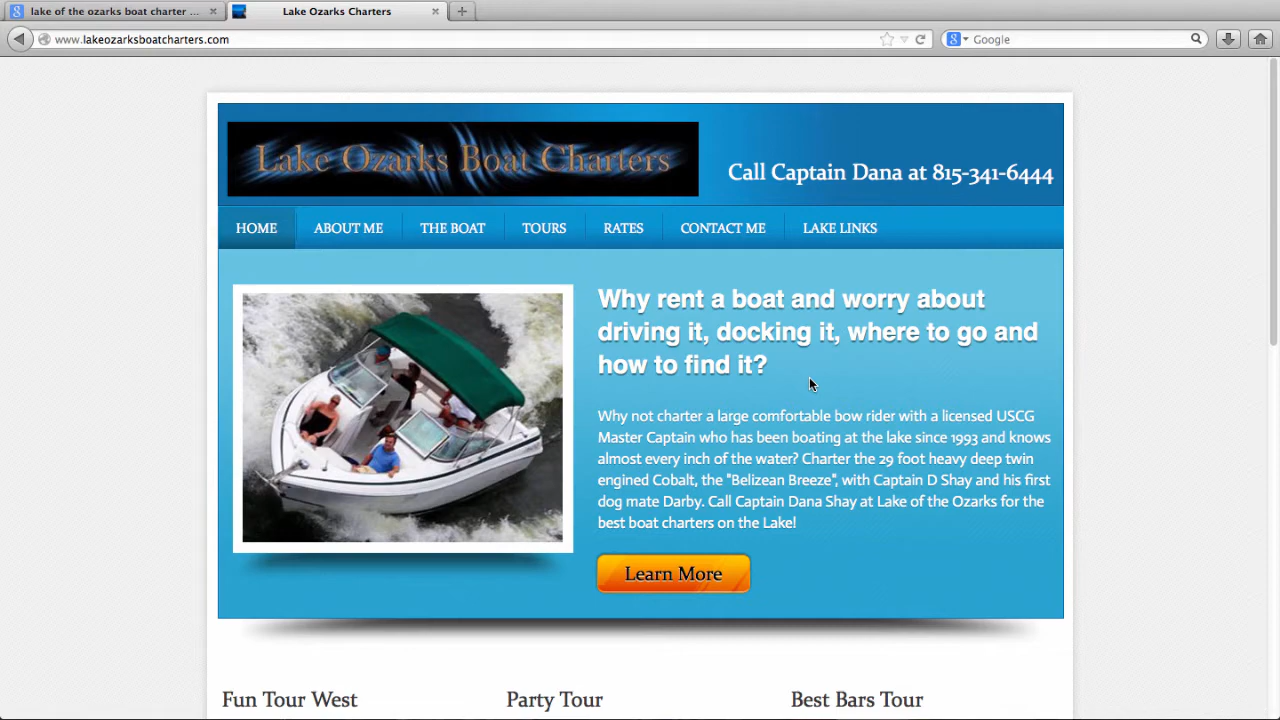 lake of the ozarks boat charter ...
Lake Ozarks Charters
www.lakeozarksboatcharters.com
Google
Lake Ozarks Boat Charters
Call Captain Dana at 815-341-6444
HOME
ABOUT ME
THE BOAT
TOURS
RATES
CONTACT ME
LAKE LINKS
Why rent a boat and worry about
driving it, docking it, where to go and
how to find it?
Why not charter a large comfortable bow rider with a licensed USCG
Master Captain who has been boating at the lake since 1993 and knows
almost every inch of the water? Charter the 29 foot heavy deep twin
engined Cobalt, the "Belizean Breeze", with Captain D Shay and his first
dog mate Darby. Call Captain Dana Shay at Lake of the Ozarks for the
best boat charters on the Lake!
Learn More
Fun Tour West
Party Tour
Best Bars Tour